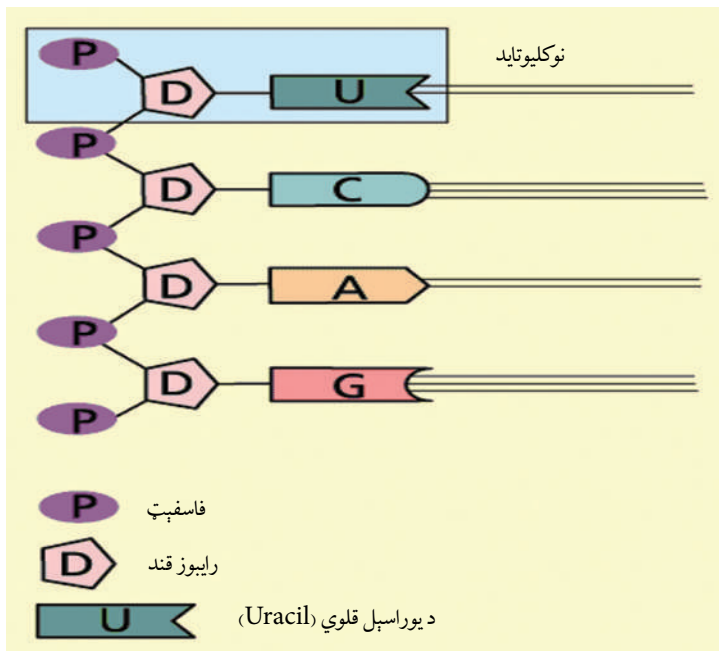 P
نوکلیوتاید
D U
P
D C
P
D A
P
D G
P
P فاسفېټ
D رایبوز قند
U د یوراسېل قلوي (Uracil)